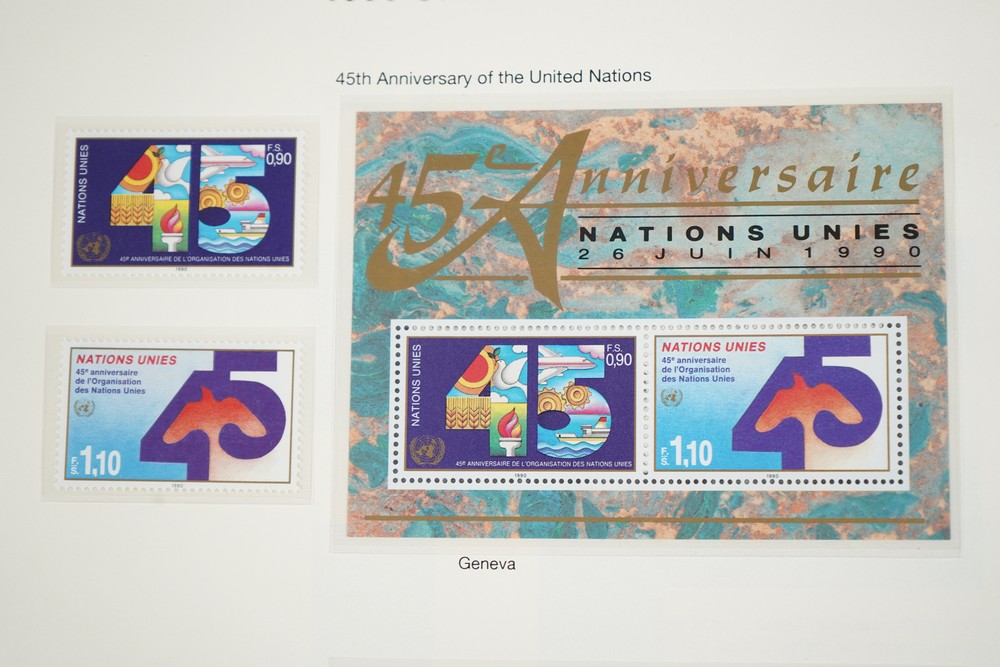 45th Anniversary of the United Nations
NATIONS UNIES
F.S.
0,90
45e ANNIVERSAIRE DE L'ORGANISATION DES NATIONS UNIES
1990
NATIONS UNIES
45e anniversaire
de l'Organisation
des Nations Unies
45
F.S. 1,10
1990
45e Anniversaire
NATIONS UNIES
26 JUIN 1990
NATIONS UNIES
F.S.
0,90
45
45e ANNIVERSAIRE DE L'ORGANISATION DES NATIONS UNIES
1990
NATIONS UNIES
45e anniversaire
de l'Organisation
des Nations Unies
45
F.S. 1,10
1990
Geneva